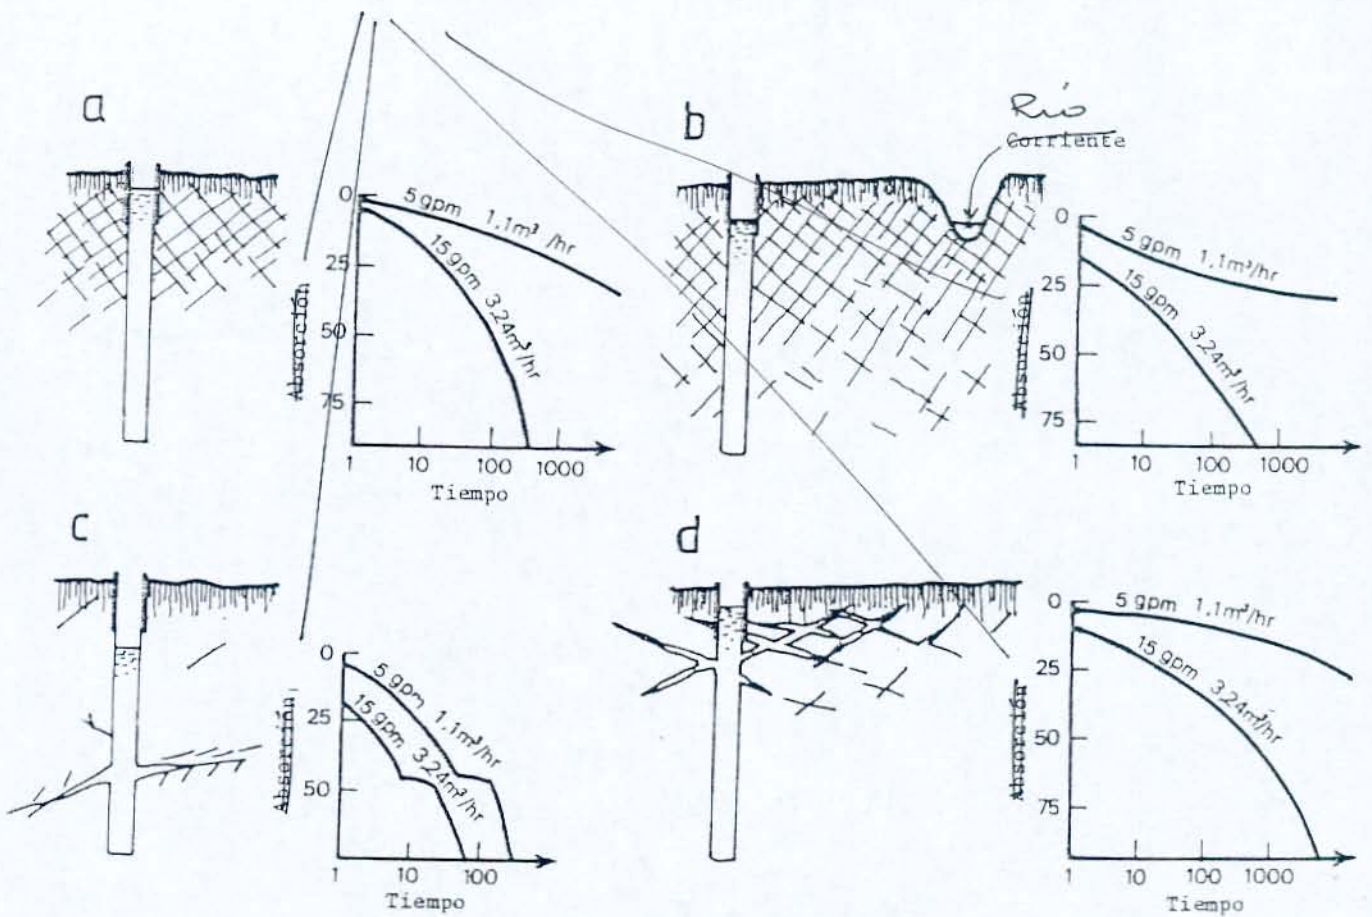 a
Absorción
0
25
50
75
5 gpm 1,1m³/hr
15 gpm 3,24m³/hr
1 10 100 1000
Tiempo
b
Río
Corriente
Absorción
0
25
50
75
5 gpm 1,1m³/hr
15 gpm 3,24m³/hr
1 10 100 1000
Tiempo
c
Absorción
0
25
50
5 gpm 1,1m³/hr
15 gpm 3,24m³/hr
1 10 100
Tiempo
d
Absorción
0
25
50
75
5 gpm 1,1m³/hr
15 gpm 3,24m³/hr
1 10 100 1000
Tiempo